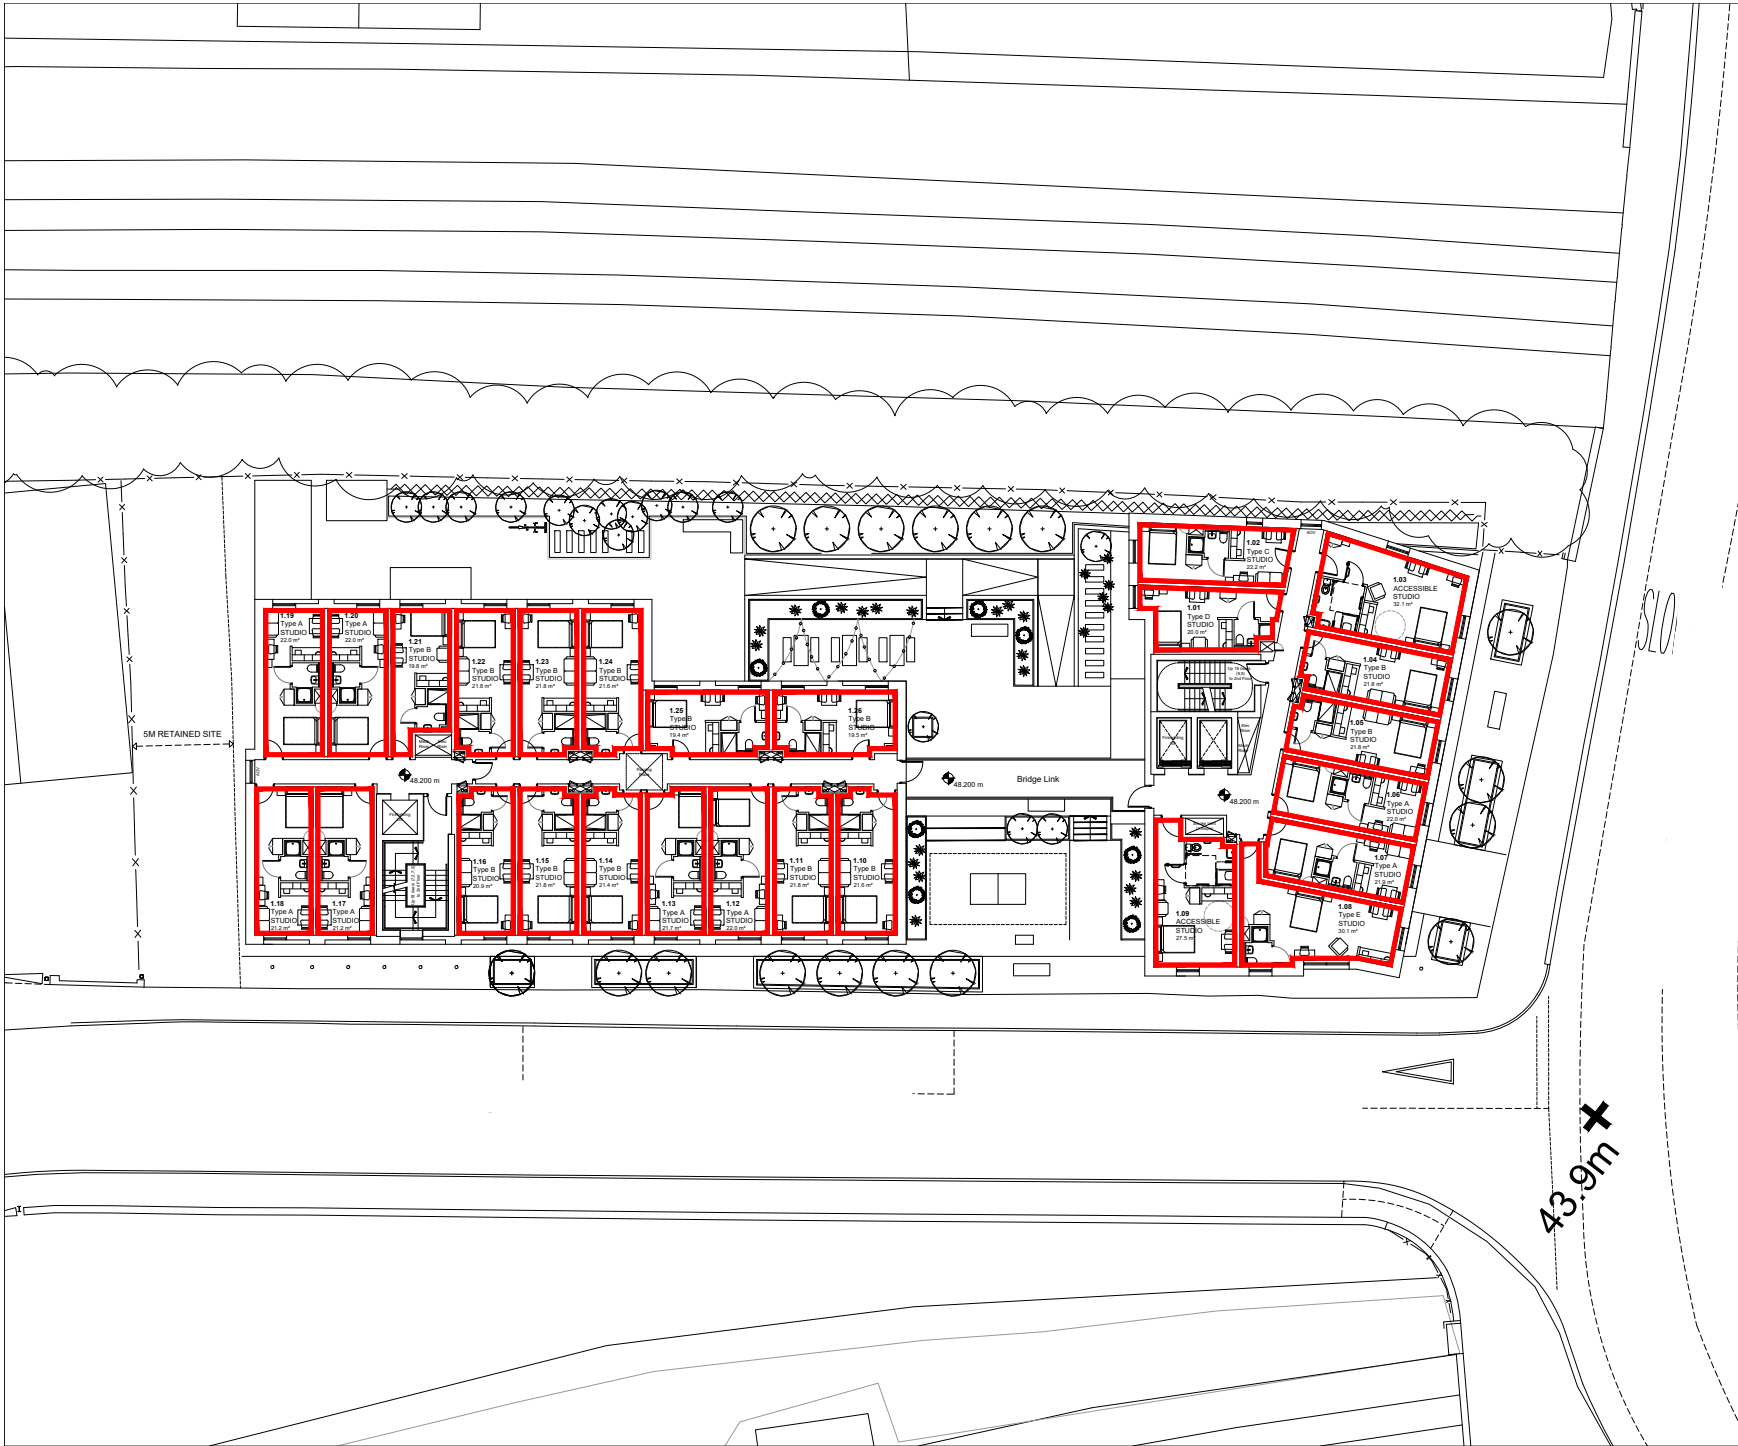 1.02
Type C
STUDIO
22.2 m²
AOV
1.03
ACCESSIBLE
STUDIO
32.1 m²
1.01
Type D
STUDIO
20.0 m²
1.19
Type A
STUDIO
22.0 m²
1.20
Type A
STUDIO
22.0 m²
1.21
Type B
STUDIO
19.8 m²
1.22
Type B
STUDIO
21.8 m²
1.23
Type B
STUDIO
21.8 m²
1.24
Type B
STUDIO
21.6 m²
1.04
Type B
STUDIO
21.8 m²
1.25
Type B
STUDIO
19.4 m²
1.26
Type B
STUDIO
19.5 m²
1.05
Type B
STUDIO
21.8 m²
5M RETAINED SITE
AOV
48.200 m
48.200 m
Bridge Link
48.200 m
1.06
Type A
STUDIO
22.0 m²
1.16
Type B
STUDIO
20.9 m²
1.15
Type B
STUDIO
21.8 m²
1.14
Type B
STUDIO
21.4 m²
1.11
Type B
STUDIO
21.8 m²
1.10
Type B
STUDIO
21.6 m²
1.07
Type A
STUDIO
21.9 m²
1.18
Type A
STUDIO
21.2 m²
1.17
Type A
STUDIO
21.2 m²
1.13
Type A
STUDIO
21.7 m²
1.12
Type A
STUDIO
22.0 m²
1.09
ACCESSIBLE
STUDIO
27.5 m²
1.08
Type E
STUDIO
30.1 m²
43.9m